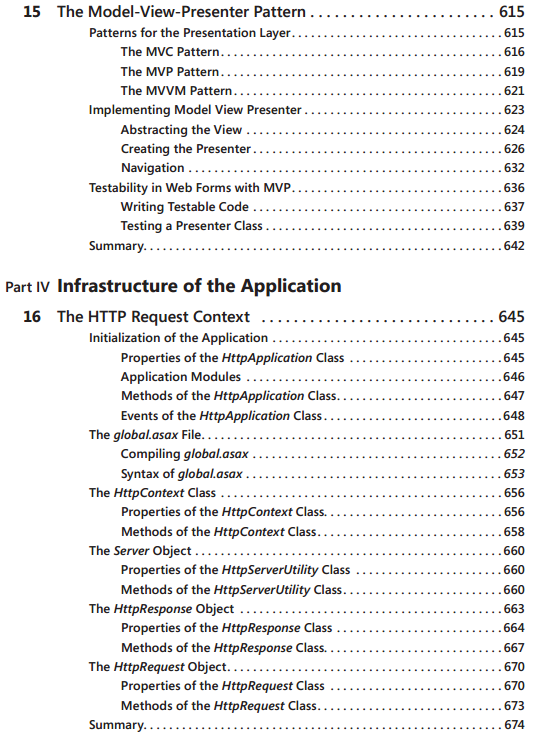 15 The Model-View-Presenter Pattern . . . . . . . . . . . . . . . . . . . . . . . 615
Patterns for the Presentation Layer. . . . . . . . . . . . . . . . . . . . . . . . . . . . . . . . 615
The MVC Pattern. . . . . . . . . . . . . . . . . . . . . . . . . . . . . . . . . . . . . . . . . . 616
The MVP Pattern. . . . . . . . . . . . . . . . . . . . . . . . . . . . . . . . . . . . . . . . . . 619
The MVVM Pattern. . . . . . . . . . . . . . . . . . . . . . . . . . . . . . . . . . . . . . . . 621
Implementing Model View Presenter . . . . . . . . . . . . . . . . . . . . . . . . . . . . . . 623
Abstracting the View . . . . . . . . . . . . . . . . . . . . . . . . . . . . . . . . . . . . . . 624
Creating the Presenter. . . . . . . . . . . . . . . . . . . . . . . . . . . . . . . . . . . . . 626
Navigation . . . . . . . . . . . . . . . . . . . . . . . . . . . . . . . . . . . . . . . . . . . . . . . 632
Testability in Web Forms with MVP. . . . . . . . . . . . . . . . . . . . . . . . . . . . . . . . 636
Writing Testable Code . . . . . . . . . . . . . . . . . . . . . . . . . . . . . . . . . . . . . 637
Testing a Presenter Class . . . . . . . . . . . . . . . . . . . . . . . . . . . . . . . . . . . 639
Summary. . . . . . . . . . . . . . . . . . . . . . . . . . . . . . . . . . . . . . . . . . . . . . . . . . . . . . 642
Part IV Infrastructure of the Application
16 The HTTP Request Context . . . . . . . . . . . . . . . . . . . . . . . . . . . . . 645
Initialization of the Application . . . . . . . . . . . . . . . . . . . . . . . . . . . . . . . . . . . 645
Properties of the HttpApplication Class . . . . . . . . . . . . . . . . . . . . . . . 645
Application Modules . . . . . . . . . . . . . . . . . . . . . . . . . . . . . . . . . . . . . . 646
Methods of the HttpApplication Class. . . . . . . . . . . . . . . . . . . . . . . . . 647
Events of the HttpApplication Class . . . . . . . . . . . . . . . . . . . . . . . . . . . 648
The global.asax File. . . . . . . . . . . . . . . . . . . . . . . . . . . . . . . . . . . . . . . . . . . . . 651
Compiling global.asax . . . . . . . . . . . . . . . . . . . . . . . . . . . . . . . . . . . . . 652
Syntax of global.asax . . . . . . . . . . . . . . . . . . . . . . . . . . . . . . . . . . . . . . 653
The HttpContext Class . . . . . . . . . . . . . . . . . . . . . . . . . . . . . . . . . . . . . . . . . . 656
Properties of the HttpContext Class. . . . . . . . . . . . . . . . . . . . . . . . . . . 656
Methods of the HttpContext Class. . . . . . . . . . . . . . . . . . . . . . . . . . . . 658
The Server Object . . . . . . . . . . . . . . . . . . . . . . . . . . . . . . . . . . . . . . . . . . . . . . 660
Properties of the HttpServerUtility Class . . . . . . . . . . . . . . . . . . . . . . 660
Methods of the HttpServerUtility Class. . . . . . . . . . . . . . . . . . . . . . . . 660
The HttpResponse Object . . . . . . . . . . . . . . . . . . . . . . . . . . . . . . . . . . . . . . . 663
Properties of the HttpResponse Class . . . . . . . . . . . . . . . . . . . . . . . . . 664
Methods of the HttpResponse Class. . . . . . . . . . . . . . . . . . . . . . . . . . . 667
The HttpRequest Object. . . . . . . . . . . . . . . . . . . . . . . . . . . . . . . . . . . . . . . . . 670
Properties of the HttpRequest Class . . . . . . . . . . . . . . . . . . . . . . . . . . 670
Methods of the HttpRequest Class. . . . . . . . . . . . . . . . . . . . . . . . . . . . 673
Summary. . . . . . . . . . . . . . . . . . . . . . . . . . . . . . . . . . . . . . . . . . . . . . . . . . . . . . 674